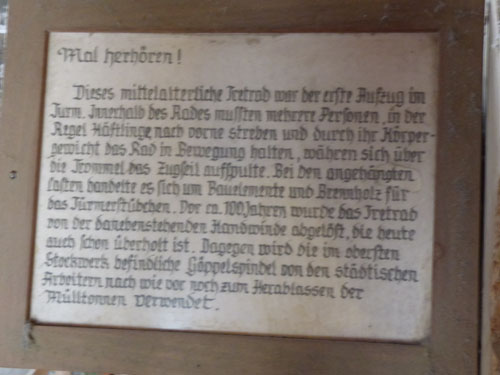 Mal herhören!
Dieses mittelalterliche Tretrad war der erste Aufzug im
Turm. Innerhalb des Rades mußten mehrere Personen, in der
Regel Häftlinge nach vorne streben und durch ihr Körper-
gewicht das Rad in Bewegung halten, währen sich über
die Trommel das Zugseil aufspulte. Bei den angehängten
Lasten handelte es sich um Bauelemente und Brennholz für
das Türmerstübchen. Vor ca. 100 Jahren wurde das Tretrad
von der danebenstehenden Handwinde abgelöst, die heute
auch schon überholt ist. Dagegen wird die im obersten
Stockwerk befindliche Göppelspindel von den städtischen
Arbeitern nach wie vor noch zum Herablassen der
Mülltonnen verwendet.